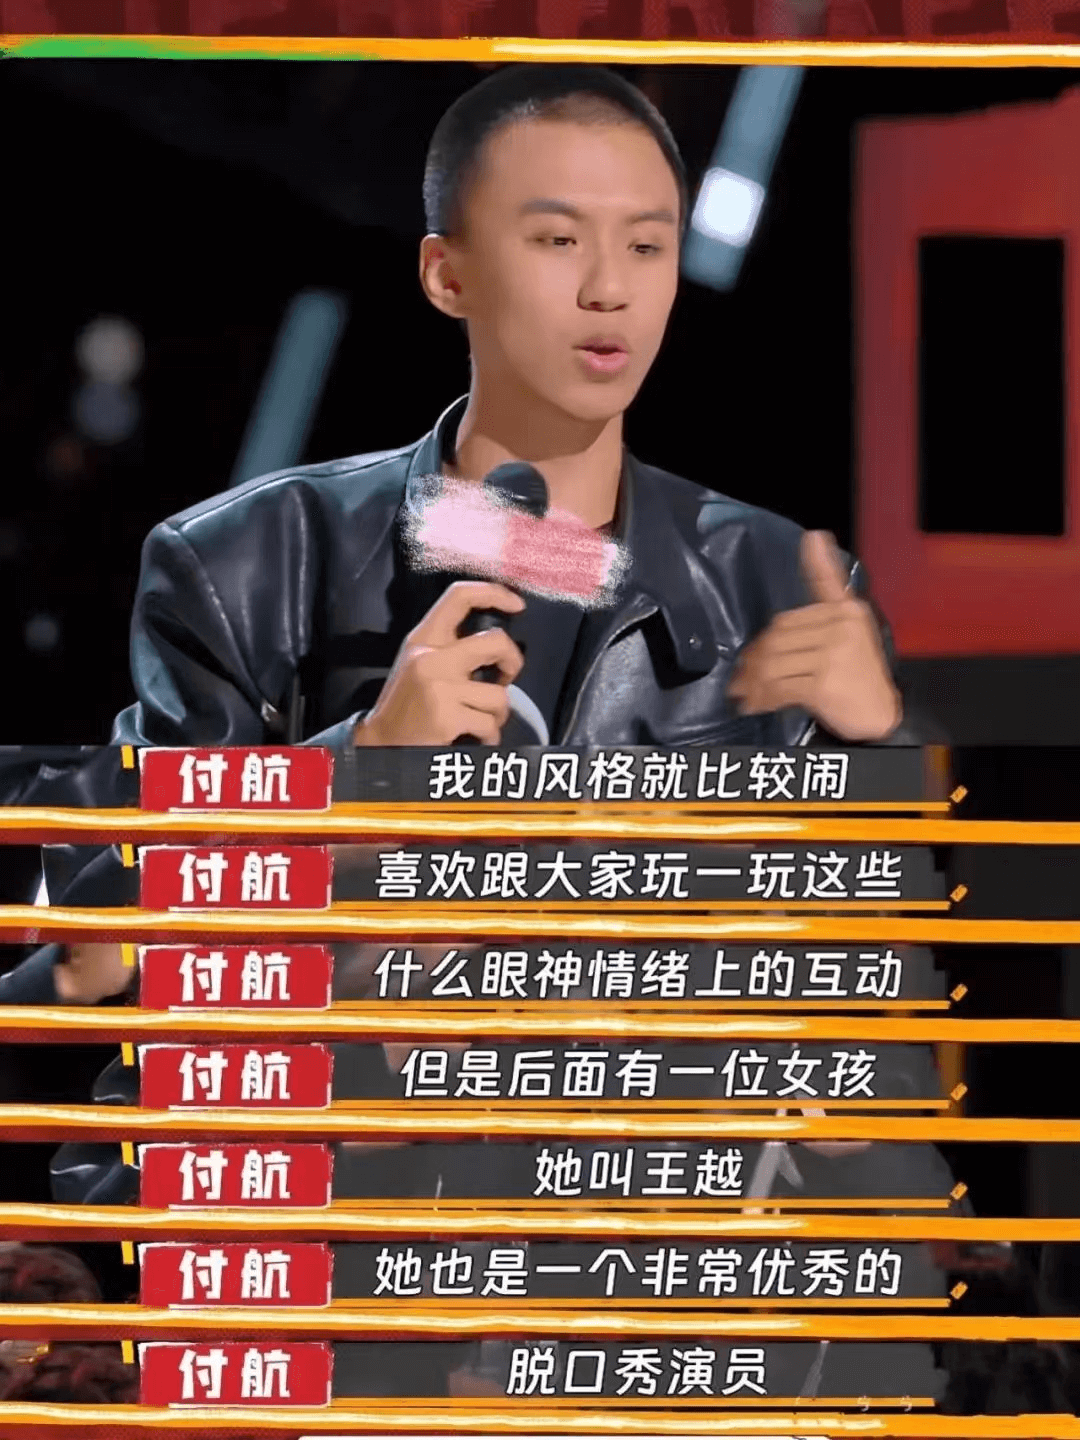 付航 我的风格就比较闹
付航 喜欢跟大家玩一玩这些
付航 什么眼神情绪上的互动
付航 但是后面有一位女孩
付航 她叫王越
付航 她也是一个非常优秀的
付航 脱口秀演员